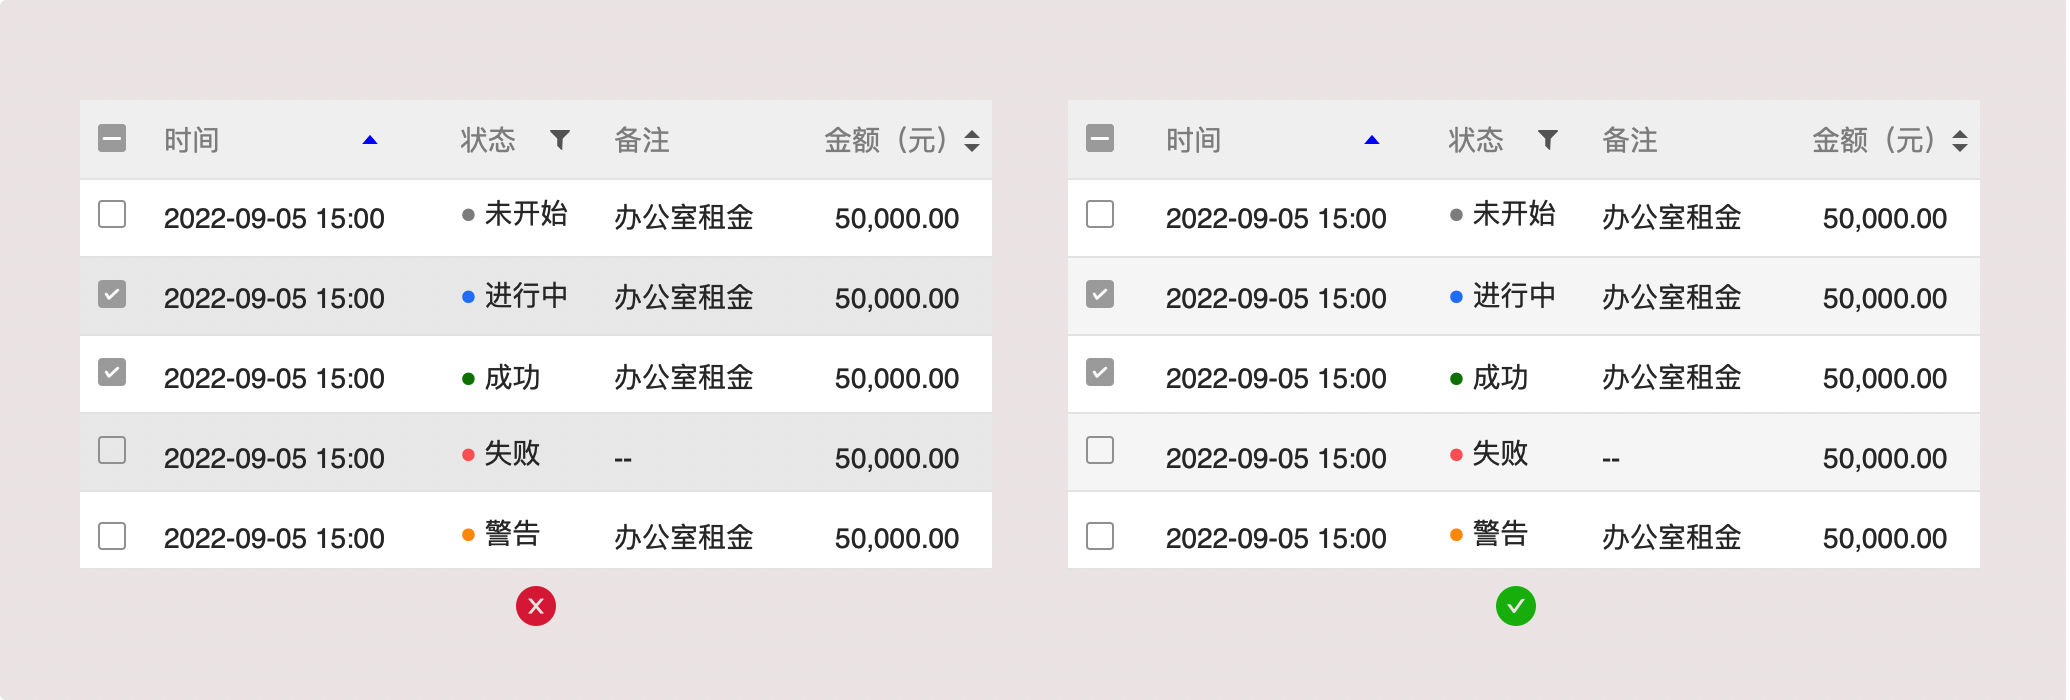 时间 状态 备注 金额（元）
2022-09-05 15:00 未开始 办公室租金 50,000.00
2022-09-05 15:00 进行中 办公室租金 50,000.00
2022-09-05 15:00 成功 办公室租金 50,000.00
2022-09-05 15:00 失败 -- 50,000.00
2022-09-05 15:00 警告 办公室租金 50,000.00
时间 状态 备注 金额（元）
2022-09-05 15:00 未开始 办公室租金 50,000.00
2022-09-05 15:00 进行中 办公室租金 50,000.00
2022-09-05 15:00 成功 办公室租金 50,000.00
2022-09-05 15:00 失败 -- 50,000.00
2022-09-05 15:00 警告 办公室租金 50,000.00